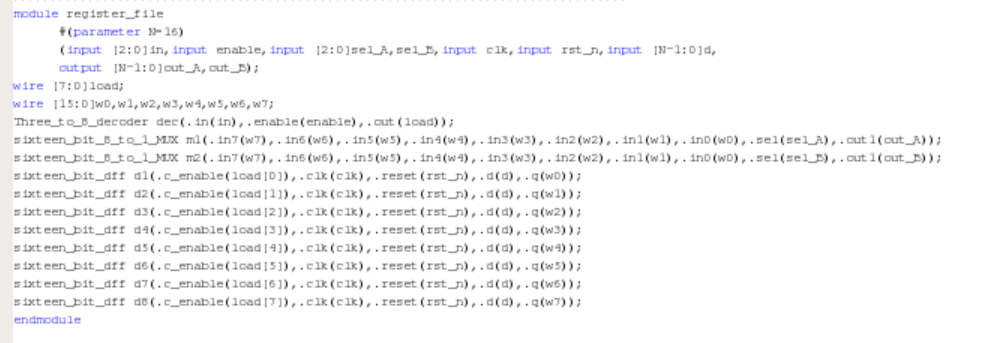 module register_file
#(parameter N=16)
(input [2:0]in,input enable,input [2:0]sel_A,sel_B,input clk,input rst_n,input [N-1:0]d,
output [N-1:0]out_A,out_B);
wire [7:0]load;
wire [15:0]w0,w1,w2,w3,w4,w5,w6,w7;
Three_to_8_decoder dec(.in(in),.enable(enable),.out(load));
sixteen_bit_8_to_1_MUX m1(.in7(w7),.in6(w6),.in5(w5),.in4(w4),.in3(w3),.in2(w2),.in1(w1),.in0(w0),.sel(sel_A),.out1(out_A));
sixteen_bit_8_to_1_MUX m2(.in7(w7),.in6(w6),.in5(w5),.in4(w4),.in3(w3),.in2(w2),.in1(w1),.in0(w0),.sel(sel_B),.out1(out_B));
sixteen_bit_dff d1(.c_enable(load[0]),.clk(clk),.reset(rst_n),.d(d),.q(w0));
sixteen_bit_dff d2(.c_enable(load[1]),.clk(clk),.reset(rst_n),.d(d),.q(w1));
sixteen_bit_dff d3(.c_enable(load[2]),.clk(clk),.reset(rst_n),.d(d),.q(w2));
sixteen_bit_dff d4(.c_enable(load[3]),.clk(clk),.reset(rst_n),.d(d),.q(w3));
sixteen_bit_dff d5(.c_enable(load[4]),.clk(clk),.reset(rst_n),.d(d),.q(w4));
sixteen_bit_dff d6(.c_enable(load[5]),.clk(clk),.reset(rst_n),.d(d),.q(w5));
sixteen_bit_dff d7(.c_enable(load[6]),.clk(clk),.reset(rst_n),.d(d),.q(w6));
sixteen_bit_dff d8(.c_enable(load[7]),.clk(clk),.reset(rst_n),.d(d),.q(w7));
endmodule